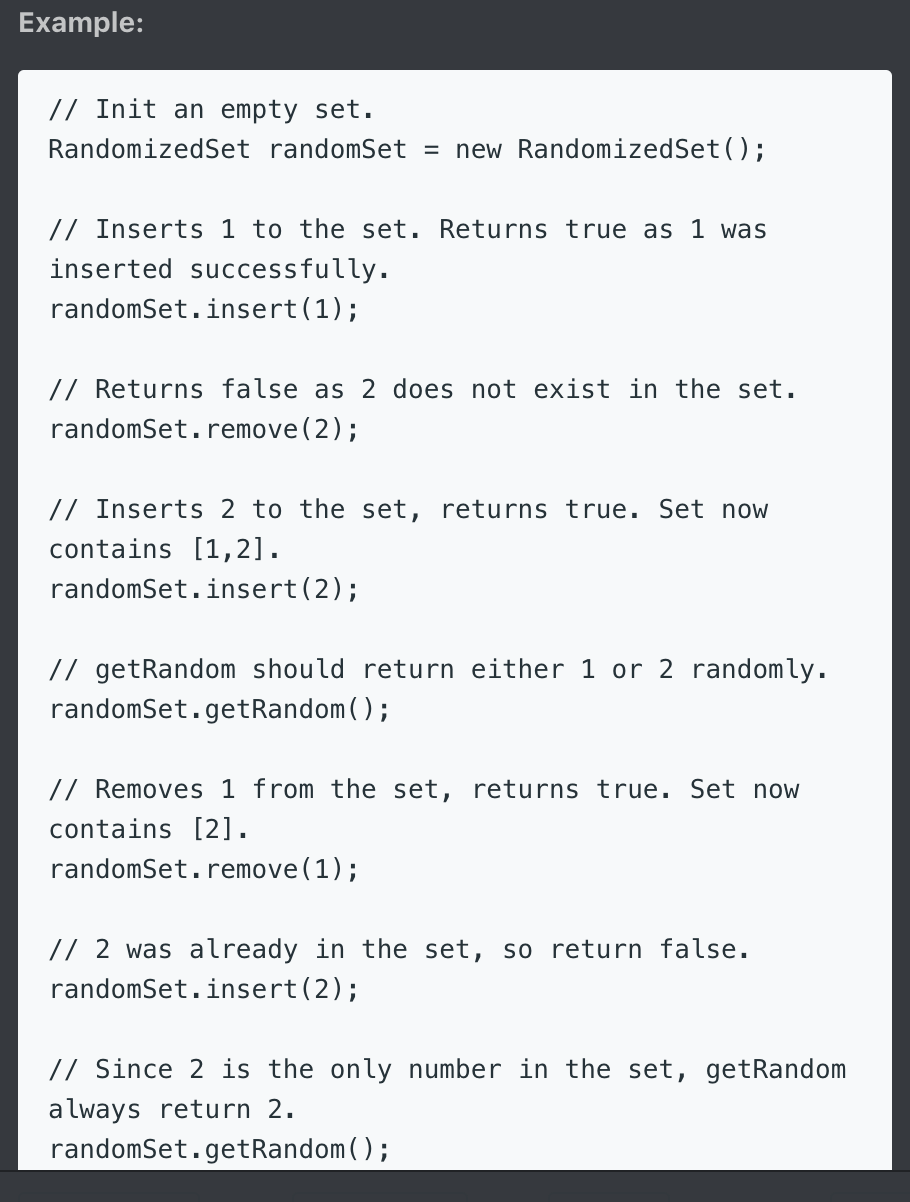 Example:
// Init an empty set.
RandomizedSet randomSet = new RandomizedSet();
// Inserts 1 to the set. Returns true as 1 was
inserted successfully.
randomSet.insert(1);
// Returns false as 2 does not exist in the set.
randomSet.remove(2);
// Inserts 2 to the set, returns true. Set now
contains [1,2].
randomSet.insert(2);
// getRandom should return either 1 or 2 randomly.
randomSet.getRandom();
// Removes 1 from the set, returns true. Set now
contains [2].
randomSet.remove(1);
// 2 was already in the set, so return false.
randomSet.insert(2);
// Since 2 is the only number in the set, getRandom
always return 2.
randomSet.getRandom();